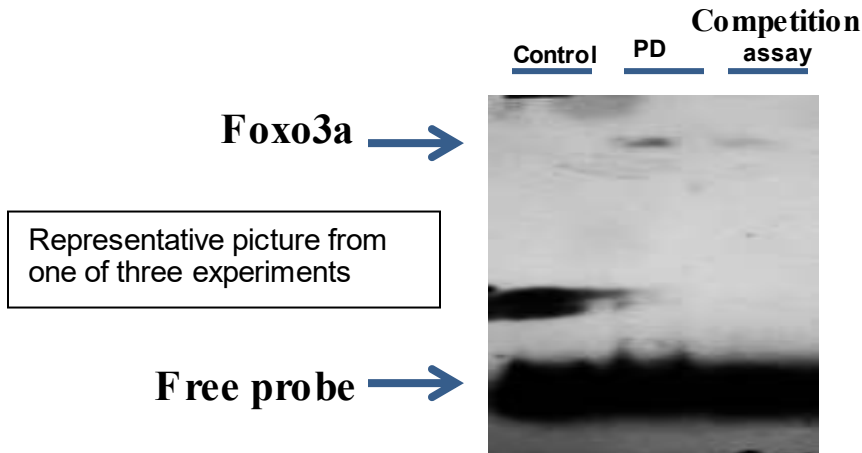 Control PD Competition
assay
Foxo3a
Representative picture from
one of three experiments
Free probe